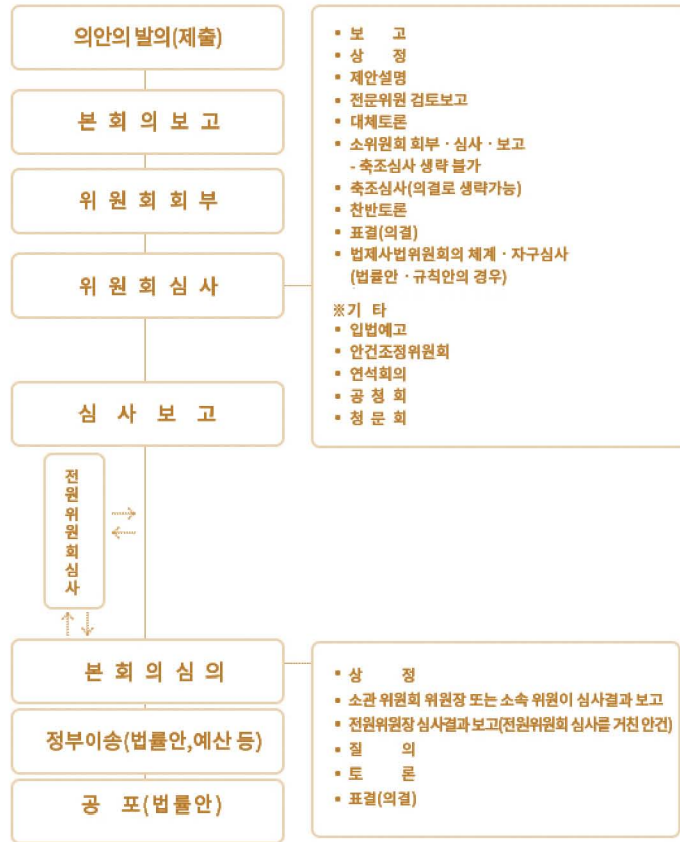 의안의 발의(제출)
본 회 의 보 고
위 원 회 회 부
위 원 회 심 사
▪ 보 고
▪ 상 정
▪ 제안설명
▪ 전문위원 검토보고
▪ 대체토론
▪ 소위원회 회부 · 심사 · 보고
- 축조심사 생략 불가
▪ 축조심사(의결로 생략가능)
▪ 찬반토론
▪ 표결(의결)
▪ 법제사법위원회의 체계 · 자구심사
(법률안 · 규칙안의 경우)
※기 타
▪ 입법예고
▪ 안건조정위원회
▪ 연석회의
▪ 공 청 회
▪ 청 문 회
심 사 보 고
전원위원회심사
본 회 의 심 의
▪ 상 정
▪ 소관 위원회 위원장 또는 소속 위원이 심사결과 보고
▪ 전원위원장 심사결과 보고(전원위원회 심사를 거친 안건)
▪ 질 의
▪ 토 론
▪ 표결(의결)
정부이송(법률안,예산 등)
공 포(법률안)